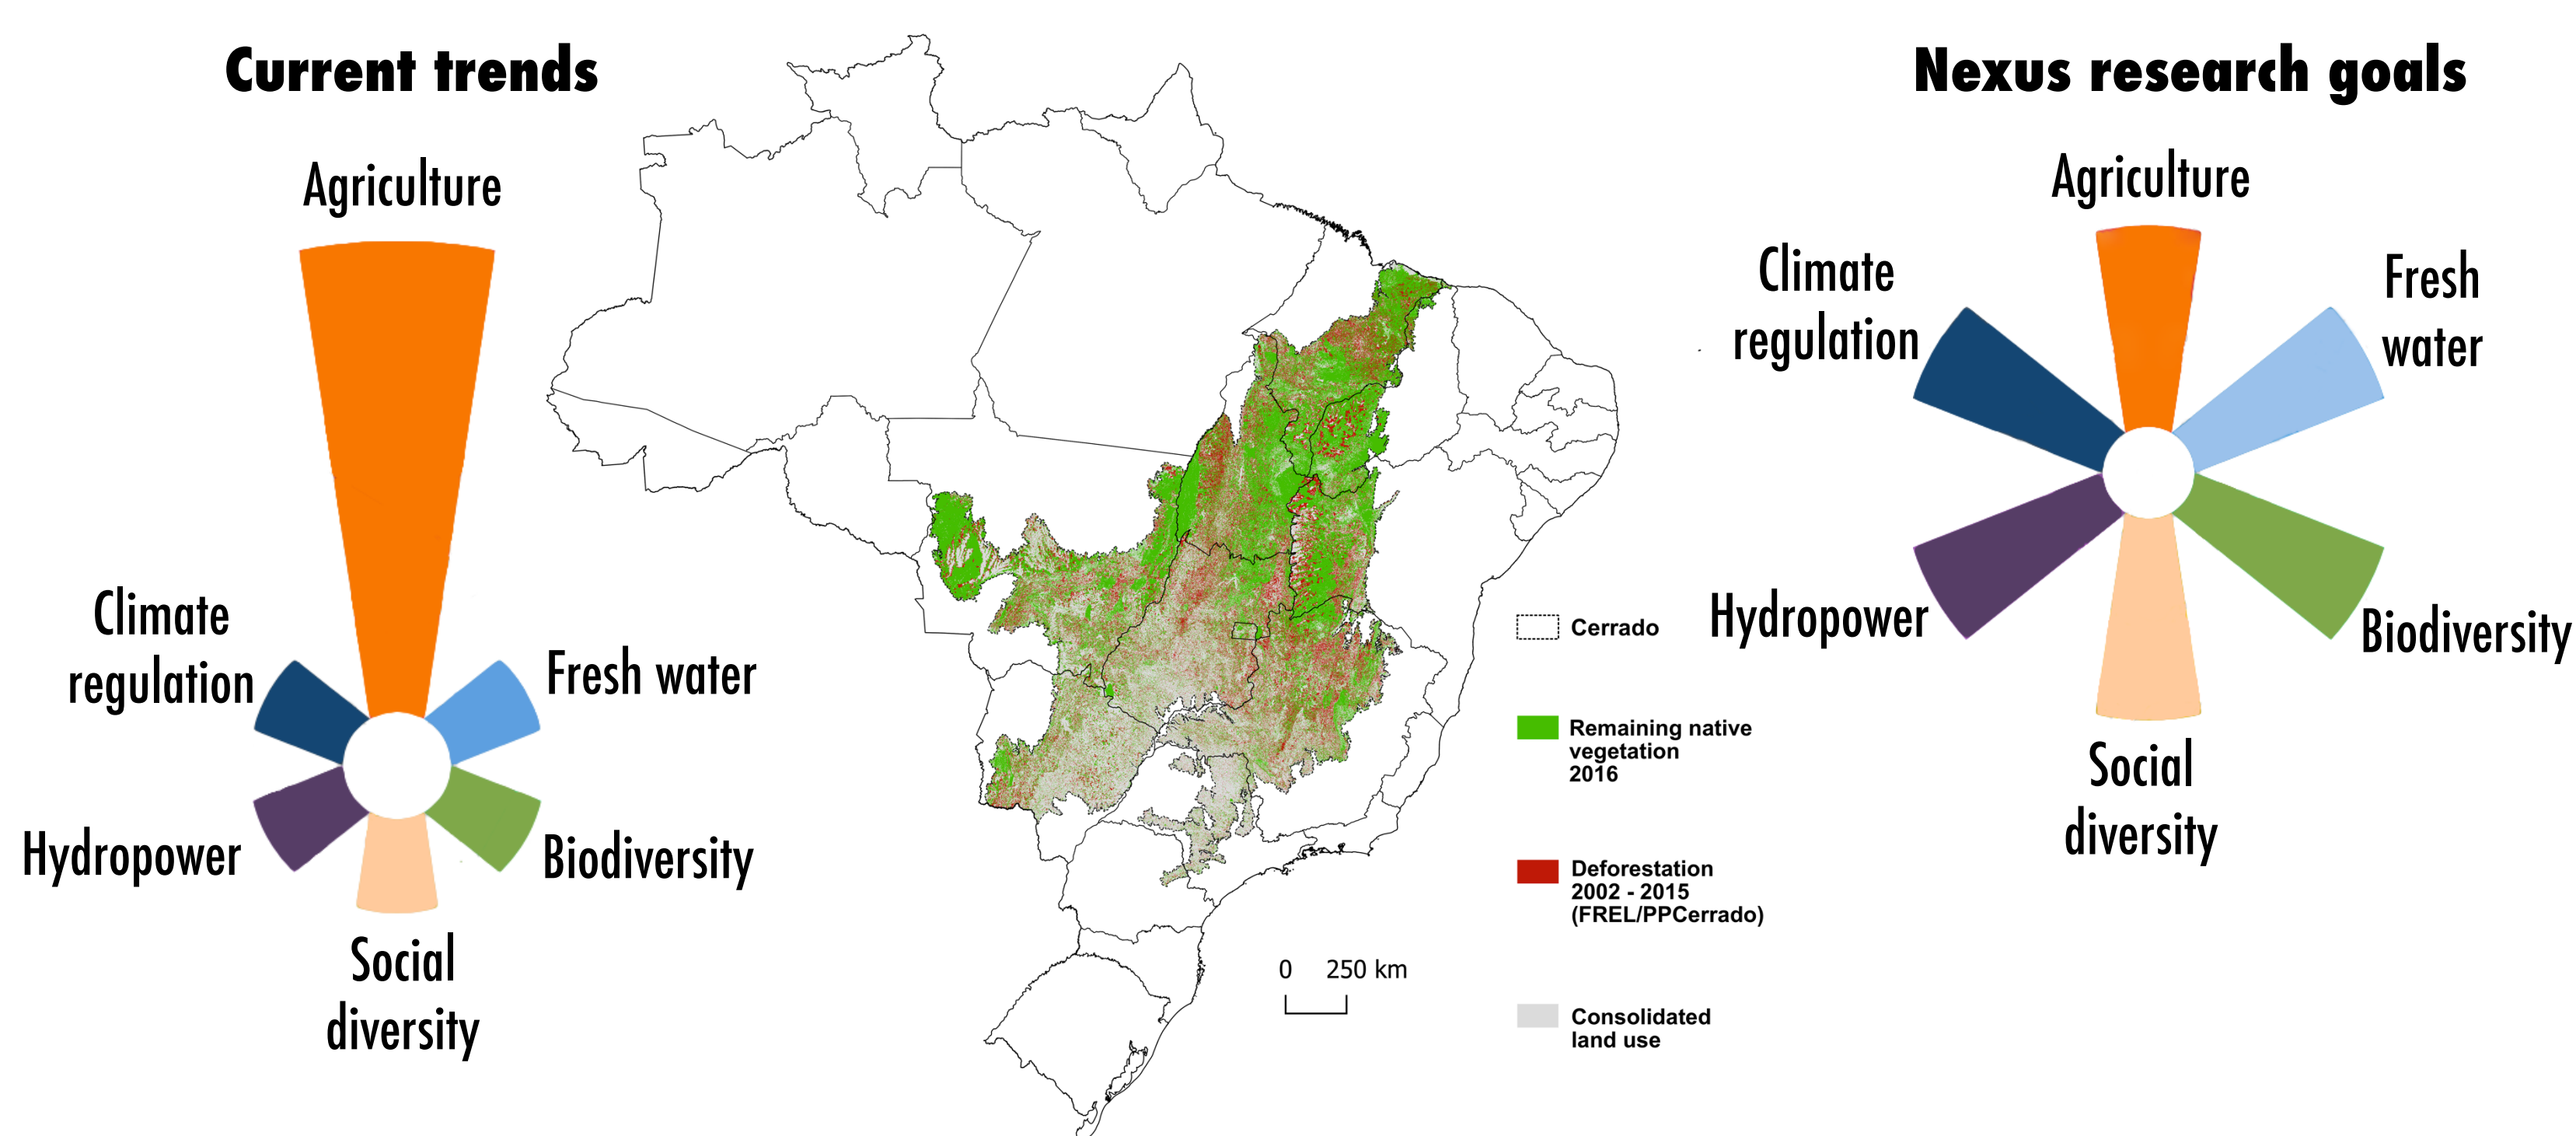 Current trends
Agriculture
Climate
regulation
Fresh water
Hydropower
Biodiversity
Social
diversity
Cerrado
Remaining native
vegetation
2016
Deforestation
2002 - 2015
(FREL/PPCerrado)
Consolidated
land use
0 250 km
Nexus research goals
Agriculture
Climate
regulation
Fresh
water
Hydropower
Biodiversity
Social
diversity